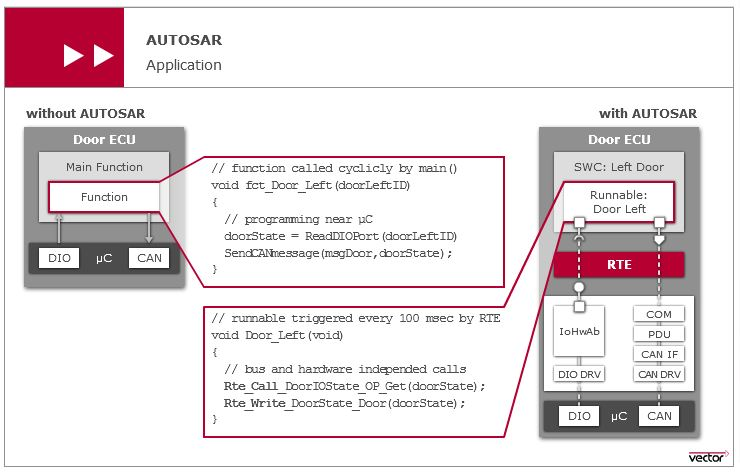 AUTOSAR
Application
without AUTOSAR
Door ECU
Main Function
Function
DIO
µC
CAN
// function called cyclicly by main()
void fct_Door_Left(doorLeftID)
{
// programming near µC
doorState = ReadDIOPort(doorLeftID)
SendCANmessage(msgDoor,doorState);
}
// runnable triggered every 100 msec by RTE
void Door_Left(void)
{
// bus and hardware independed calls
Rte_Call_DoorIOState_OP_Get(doorState);
Rte_Write_DoorState_Door(doorState);
}
with AUTOSAR
Door ECU
SWC: Left Door
Runnable:
Door Left
RTE
IoHwAb
DIO DRV
COM
PDU
CAN IF
CAN DRV
DIO
µC
CAN
vector